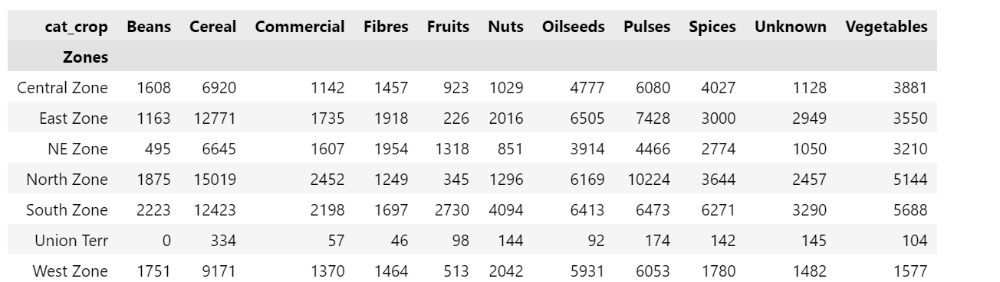 cat_crop Beans Cereal Commercial Fibres Fruits Nuts Oilseeds Pulses Spices Unknown Vegetables
Zones
Central Zone 1608 6920 1142 1457 923 1029 4777 6080 4027 1128 3881
East Zone 1163 12771 1735 1918 226 2016 6505 7428 3000 2949 3550
NE Zone 495 6645 1607 1954 1318 851 3914 4466 2774 1050 3210
North Zone 1875 15019 2452 1249 345 1296 6169 10224 3644 2457 5144
South Zone 2223 12423 2198 1697 2730 4094 6413 6473 6271 3290 5688
Union Terr 0 334 57 46 98 144 92 174 142 145 104
West Zone 1751 9171 1370 1464 513 2042 5931 6053 1780 1482 1577